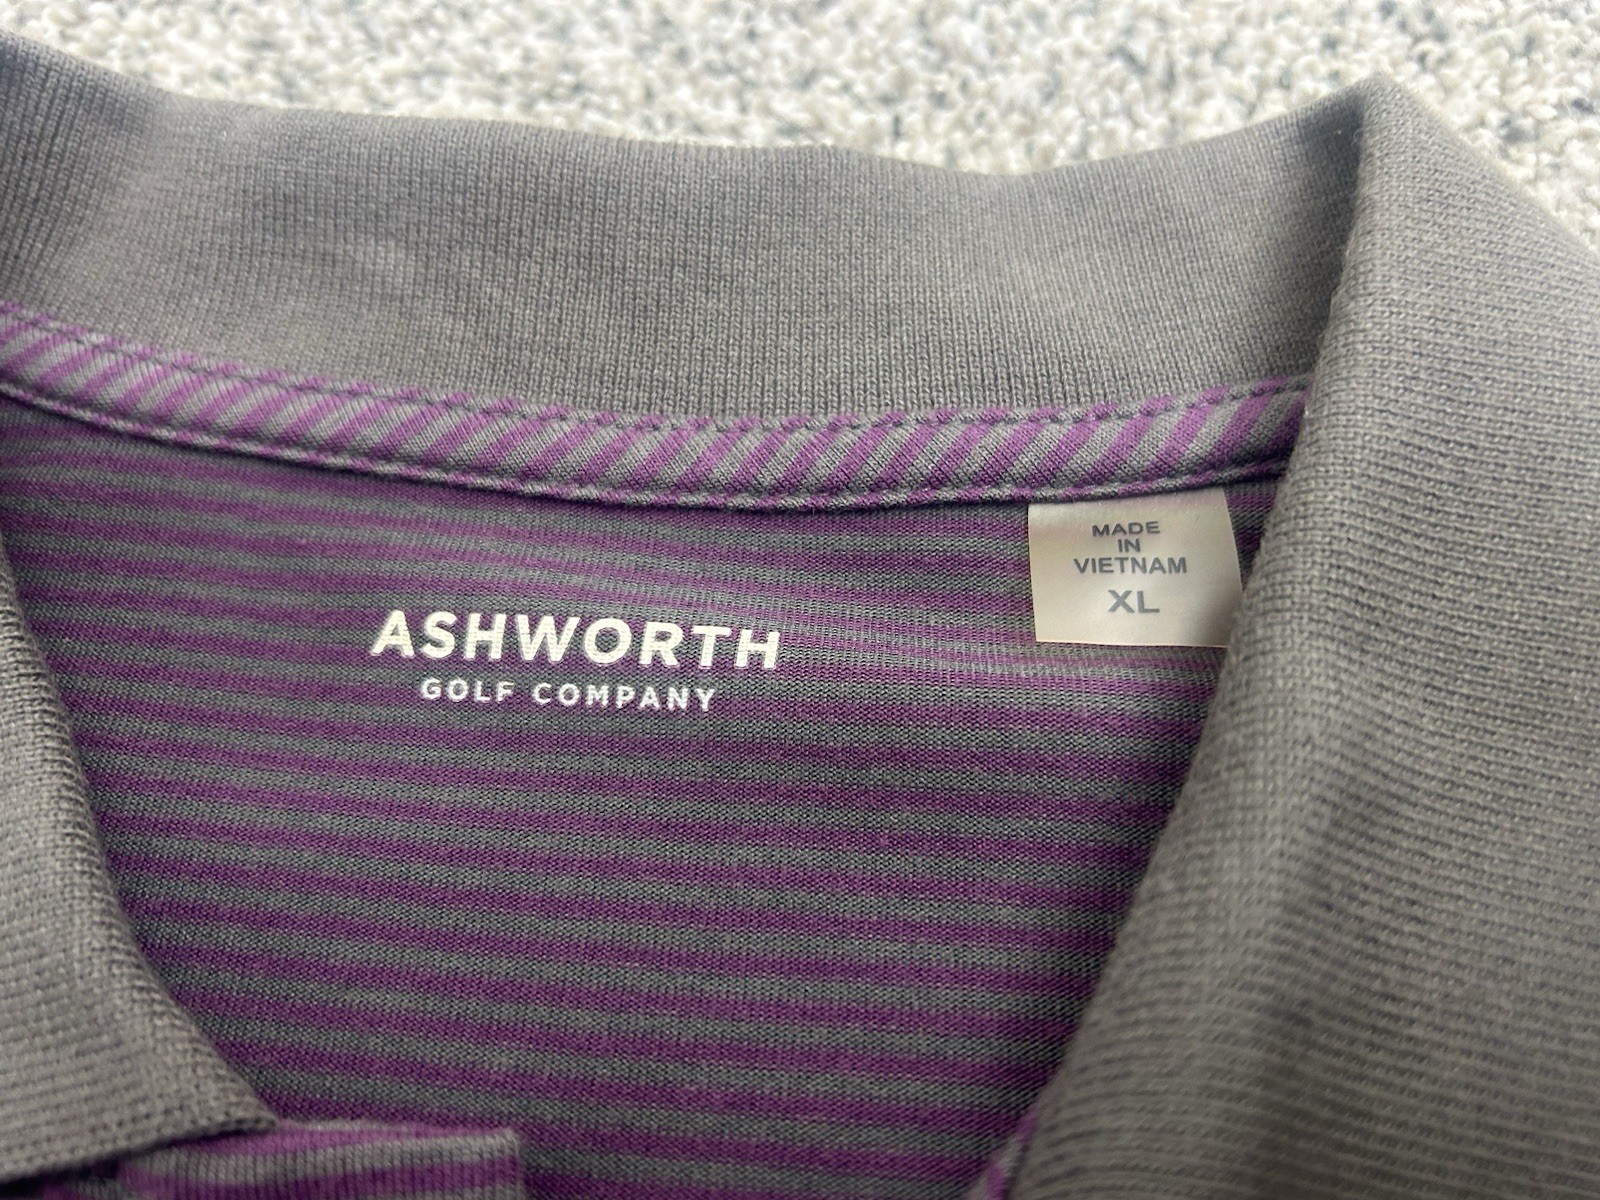 ASHWORTH
GOLF COMPANY
MADE
IN
VIETNAM
XL